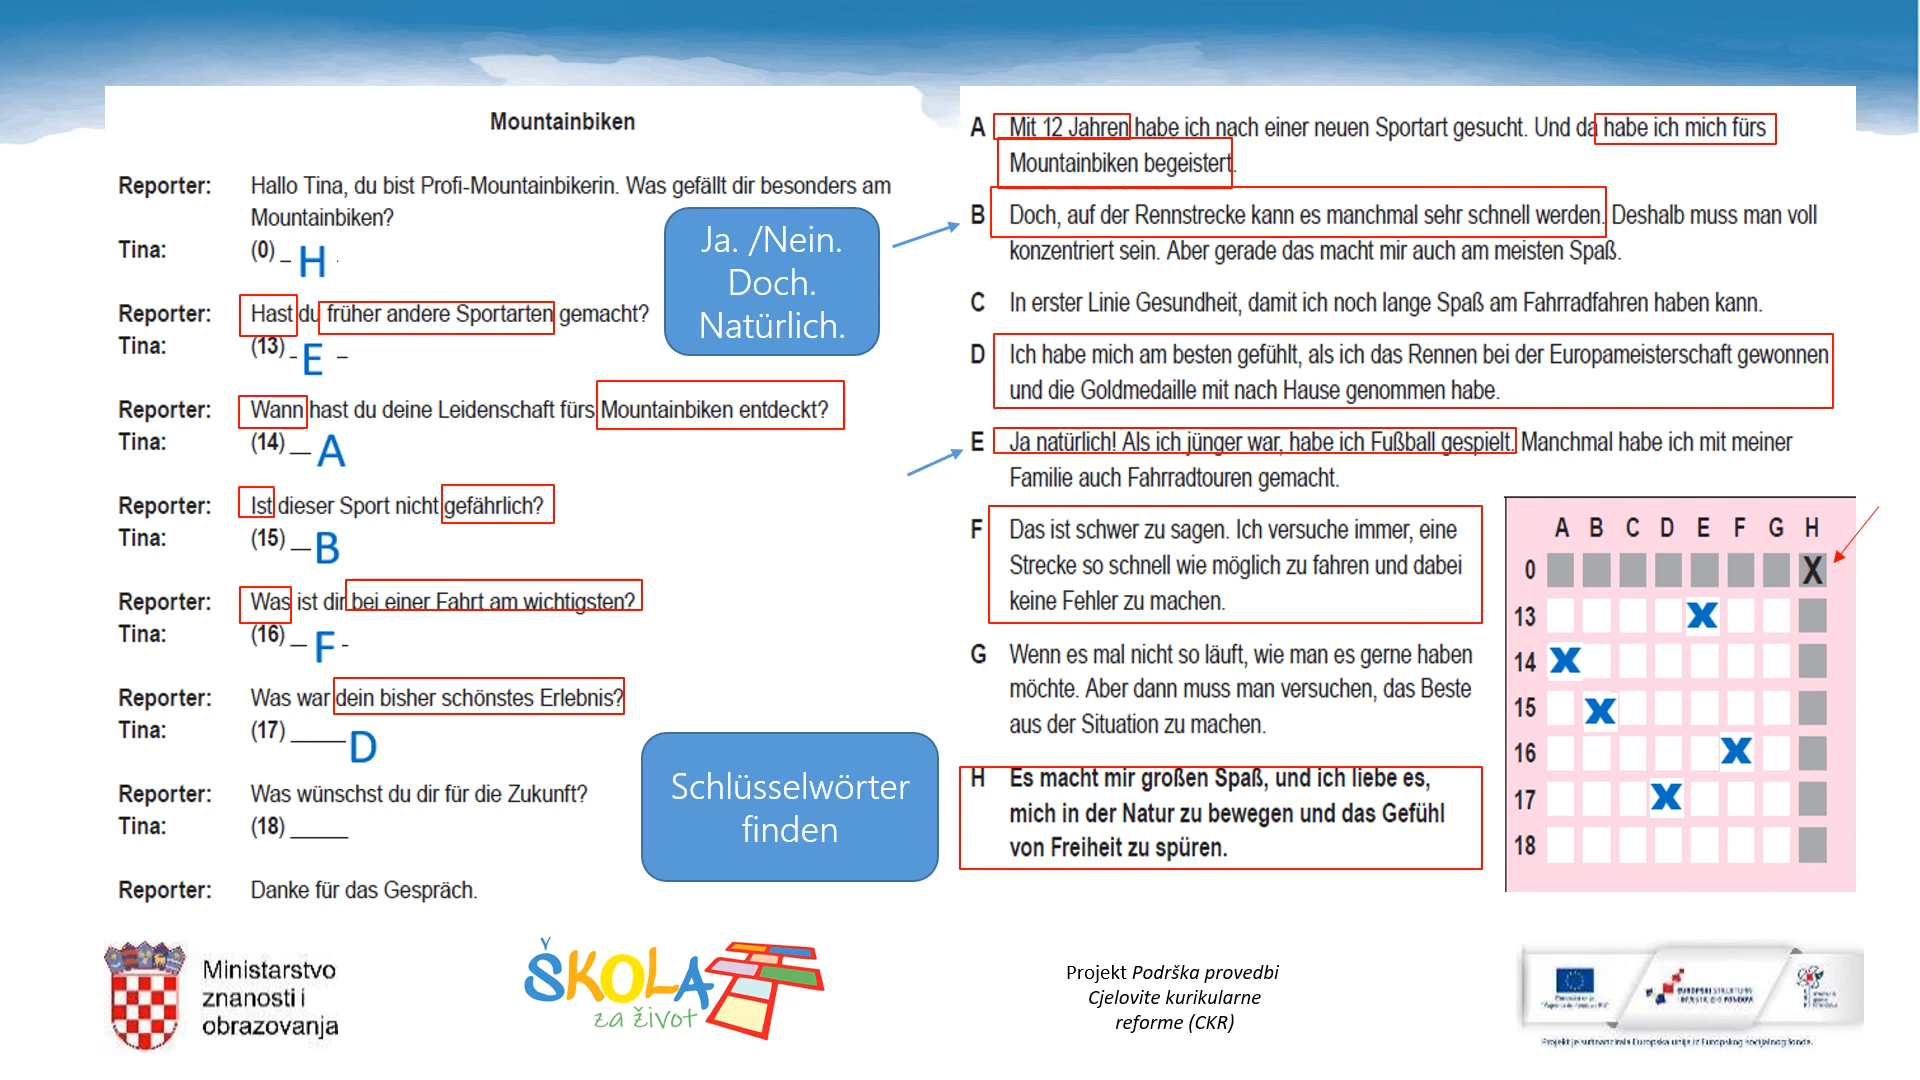 Mountainbiken
Reporter: Hallo Tina, du bist Profi-Mountainbikerin. Was gefällt dir besonders am
Mountainbiken?
Tina: (0) _ H .
Reporter: Hast du früher andere Sportarten gemacht?
Tina: (13) _ E _
Reporter: Wann hast du deine Leidenschaft fürs Mountainbiken entdeckt?
Tina: (14) __ A
Reporter: Ist dieser Sport nicht gefährlich?
Tina: (15) __ B
Reporter: Was ist dir bei einer Fahrt am wichtigsten?
Tina: (16) __ F -
Reporter: Was war dein bisher schönstes Erlebnis?
Tina: (17) _____ D
Reporter: Was wünschst du dir für die Zukunft?
Tina: (18) _____
Reporter: Danke für das Gespräch.
Ja. /Nein.
Doch.
Natürlich.
Schlüsselwörter
finden
A Mit 12 Jahren habe ich nach einer neuen Sportart gesucht. Und da habe ich mich fürs
Mountainbiken begeistert.
B Doch, auf der Rennstrecke kann es manchmal sehr schnell werden. Deshalb muss man voll
konzentriert sein. Aber gerade das macht mir auch am meisten Spaß.
C In erster Linie Gesundheit, damit ich noch lange Spaß am Fahrradfahren haben kann.
D Ich habe mich am besten gefühlt, als ich das Rennen bei der Europameisterschaft gewonnen
und die Goldmedaille mit nach Hause genommen habe.
E Ja natürlich! Als ich jünger war, habe ich Fußball gespielt. Manchmal habe ich mit meiner
Familie auch Fahrradtouren gemacht.
F Das ist schwer zu sagen. Ich versuche immer, eine
Strecke so schnell wie möglich zu fahren und dabei
keine Fehler zu machen.
G Wenn es mal nicht so läuft, wie man es gerne haben
möchte. Aber dann muss man versuchen, das Beste
aus der Situation zu machen.
H Es macht mir großen Spaß, und ich liebe es,
mich in der Natur zu bewegen und das Gefühl
von Freiheit zu spüren.
A B C D E F G H
0 X
13 X
14 X
15 X
16 X
17 X
18
Ministarstvo
znanosti i
obrazovanja
ŠKOLA
za život
Projekt Podrška provedbi
Cjelovite kurikularne
reforme (CKR)
Projekt je sufinancirala Europska unija iz Europskog socijalnog fonda.